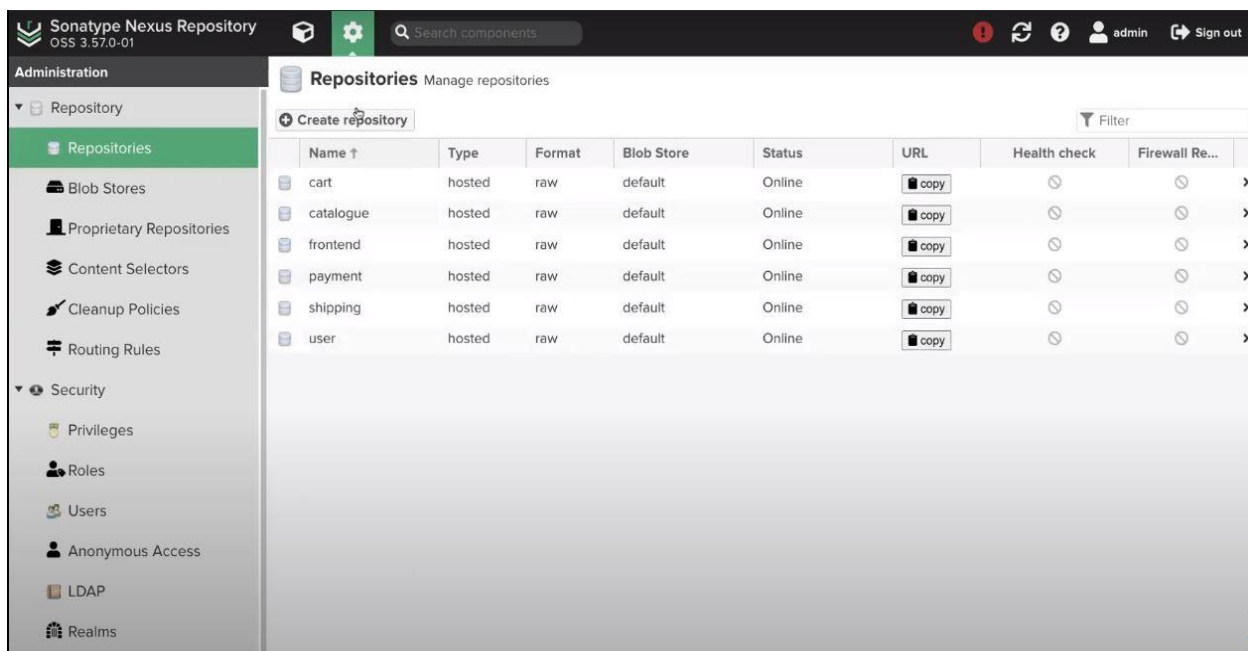 Sonatype Nexus Repository
OSS 3.57.0-01
Search components
admin
Sign out
Administration
Repository
Repositories
Blob Stores
Proprietary Repositories
Content Selectors
Cleanup Policies
Routing Rules
Security
Privileges
Roles
Users
Anonymous Access
LDAP
Realms
Repositories Manage repositories
Create repository
Filter
Name Type Format Blob Store Status URL Health check Firewall Re...
cart hosted raw default Online copy
catalogue hosted raw default Online copy
frontend hosted raw default Online copy
payment hosted raw default Online copy
shipping hosted raw default Online copy
user hosted raw default Online copy